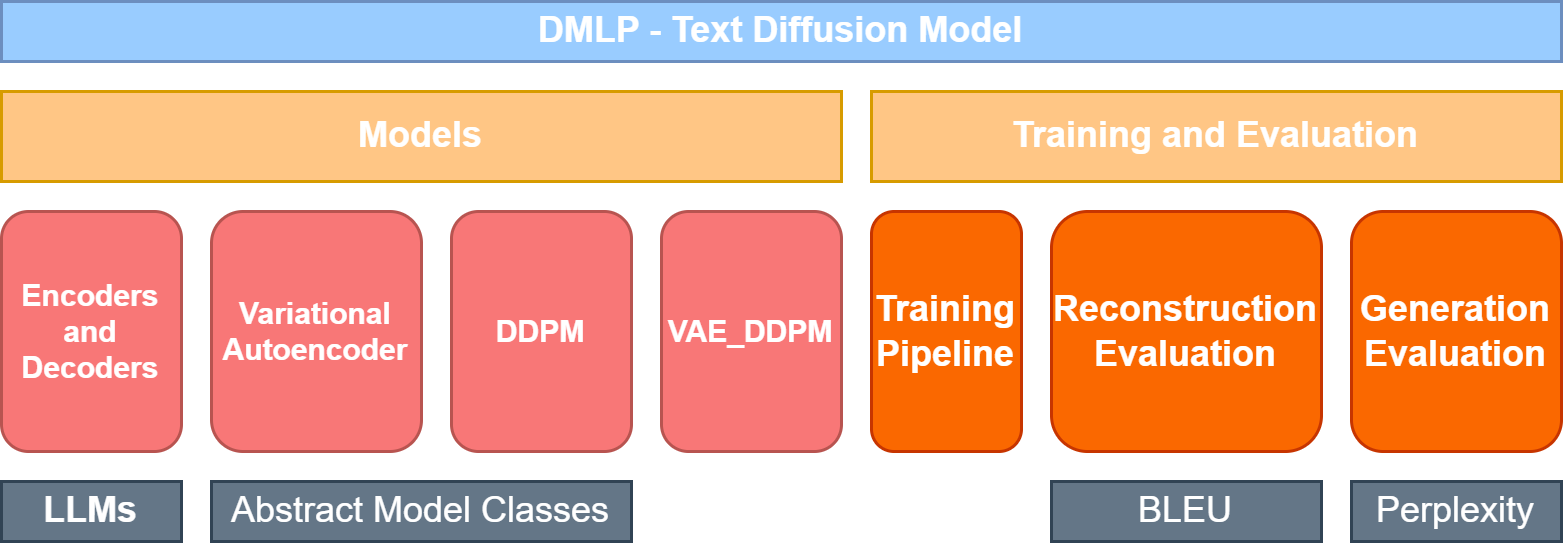 DMLP - Text Diffusion Model
Models
Training and Evaluation
Encoders
and
Decoders
Variational
Autoencoder
DDPM
VAE_DDPM
Training
Pipeline
Reconstruction
Evaluation
Generation
Evaluation
LLMs
Abstract Model Classes
BLEU
Perplexity